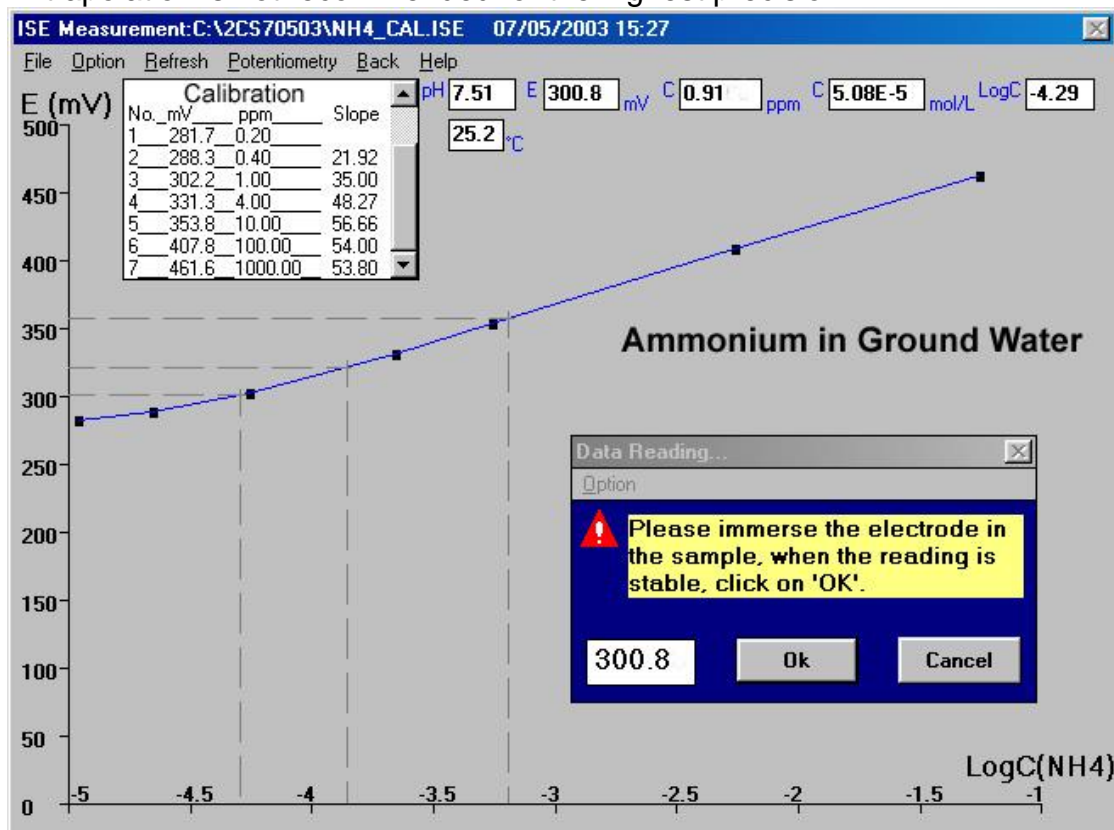 ISE Measurement:C:\2CS70503\NH4_CAL.ISE 07/05/2003 15:27
File Option Refresh Potentiometry Back Help
E (mV)
Calibration
No._mV____ppm_____ Slope
1___281.7__0.20____
2___288.3__0.40____ 21.92
3___302.2__1.00____ 35.00
4___331.3__4.00____ 48.27
5___353.8__10.00___ 56.66
6___407.8__100.00__ 54.00
7___461.6__1000.00__ 53.80
pH 7.51 E 300.8 mV C 0.91 ppm C 5.08E-5 mol/L LogC -4.29
25.2 °C
500
450
400
350
300
250
200
150
100
50
0
Ammonium in Ground Water
Data Reading...
Option
Please immerse the electrode in
the sample, when the reading is
stable, click on 'OK'.
300.8 Ok Cancel
LogC(NH4)
-5 -4.5 -4 -3.5 -3 -2.5 -2 -1.5 -1